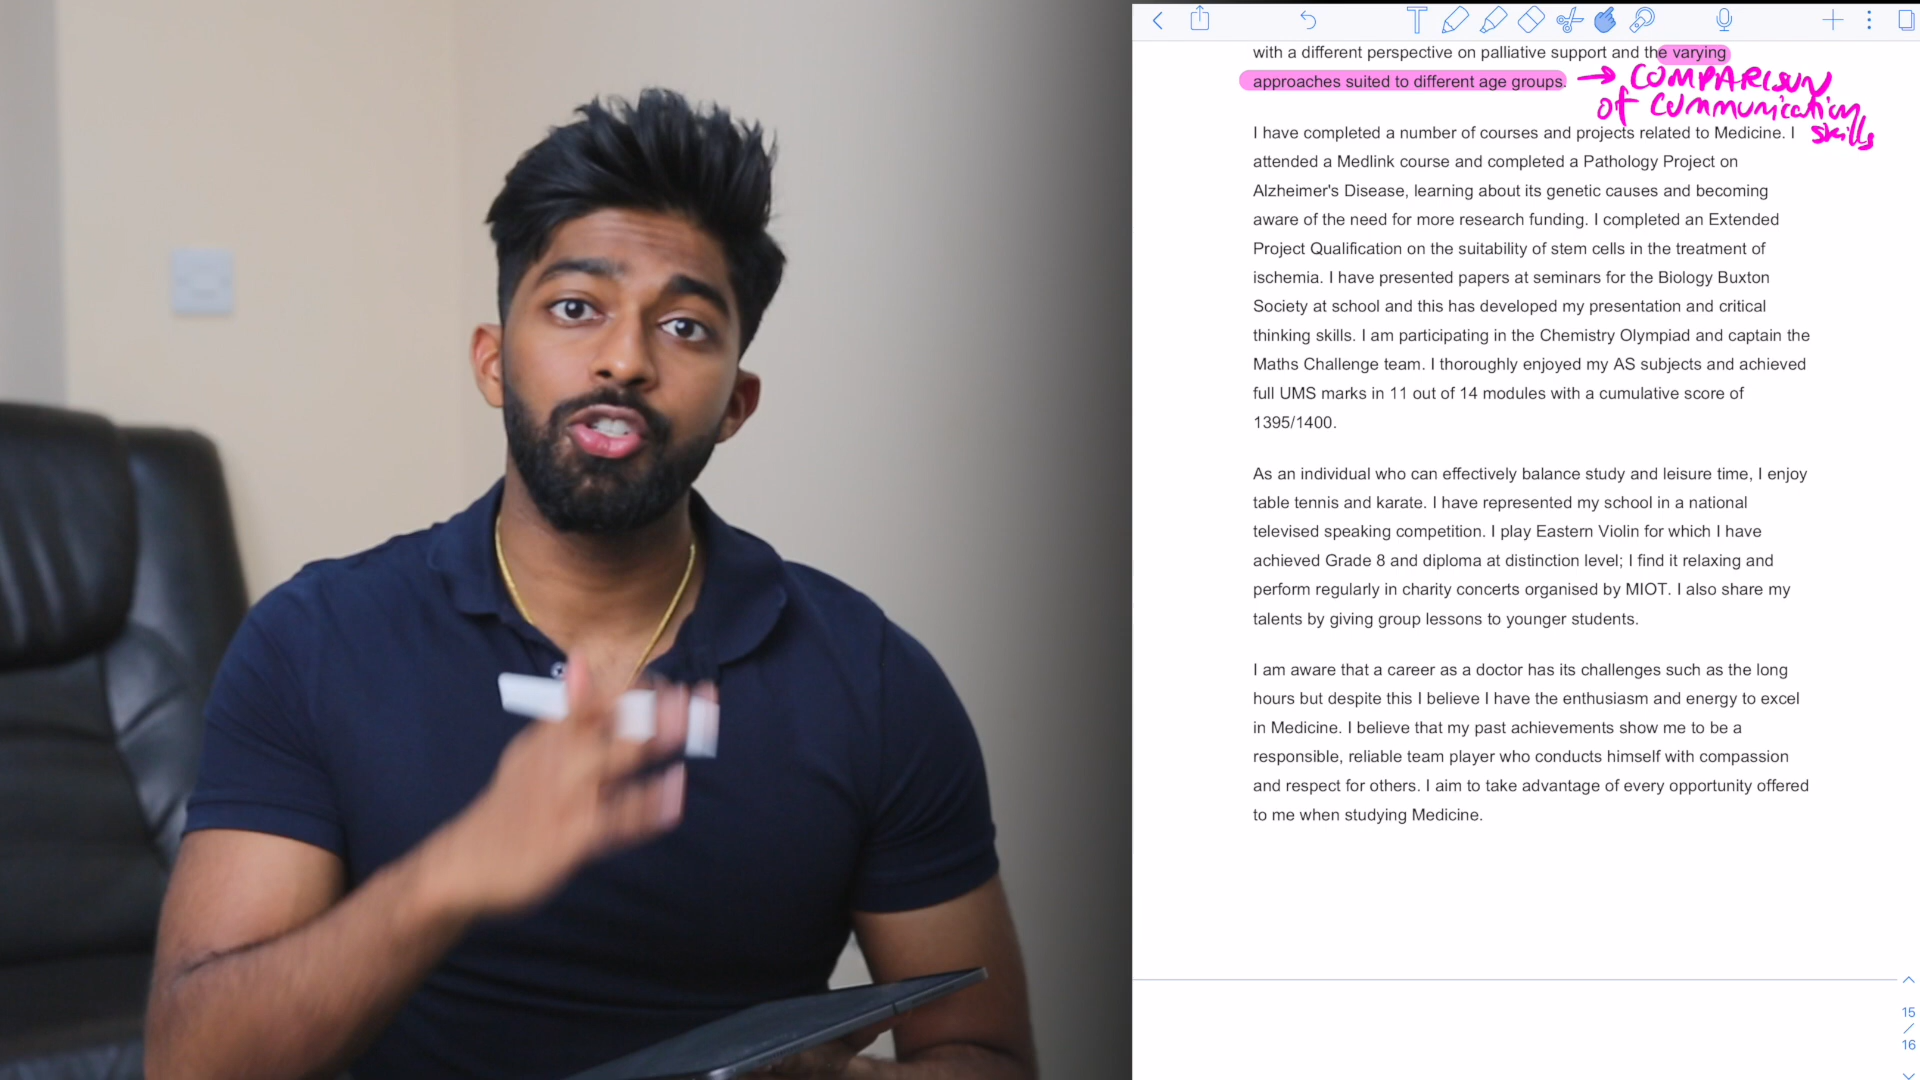 with a different perspective on palliative support and the varying
approaches suited to different age groups.
→ COMPARISON
of communication
skills
I have completed a number of courses and projects related to Medicine. I
attended a Medlink course and completed a Pathology Project on
Alzheimer's Disease, learning about its genetic causes and becoming
aware of the need for more research funding. I completed an Extended
Project Qualification on the suitability of stem cells in the treatment of
ischemia. I have presented papers at seminars for the Biology Buxton
Society at school and this has developed my presentation and critical
thinking skills. I am participating in the Chemistry Olympiad and captain the
Maths Challenge team. I thoroughly enjoyed my AS subjects and achieved
full UMS marks in 11 out of 14 modules with a cumulative score of
1395/1400.
As an individual who can effectively balance study and leisure time, I enjoy
table tennis and karate. I have represented my school in a national
televised speaking competition. I play Eastern Violin for which I have
achieved Grade 8 and diploma at distinction level; I find it relaxing and
perform regularly in charity concerts organised by MIOT. I also share my
talents by giving group lessons to younger students.
I am aware that a career as a doctor has its challenges such as the long
hours but despite this I believe I have the enthusiasm and energy to excel
in Medicine. I believe that my past achievements show me to be a
responsible, reliable team player who conducts himself with compassion
and respect for others. I aim to take advantage of every opportunity offered
to me when studying Medicine.
15
/
16